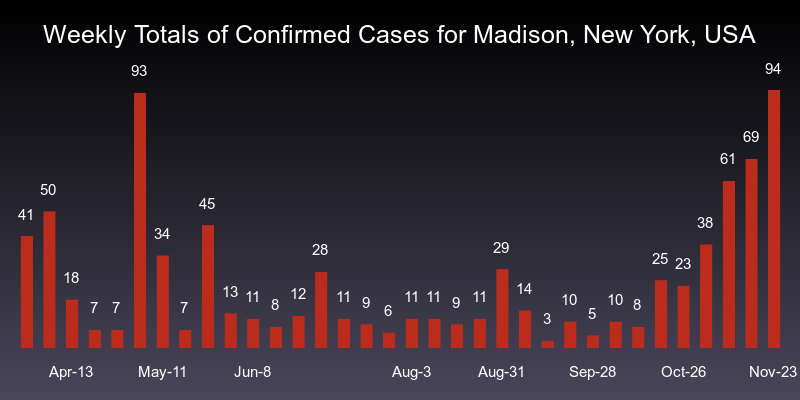 Weekly Totals of Confirmed Cases for Madison, New York, USA
41 50 18 7 7 93 34 7 45 13 11 8 12 28 11 9 6 11 11 9 11 29 14 3 10 5 10 8 25 23 38 61 69 94
Apr-13 May-11 Jun-8 Aug-3 Aug-31 Sep-28 Oct-26 Nov-23